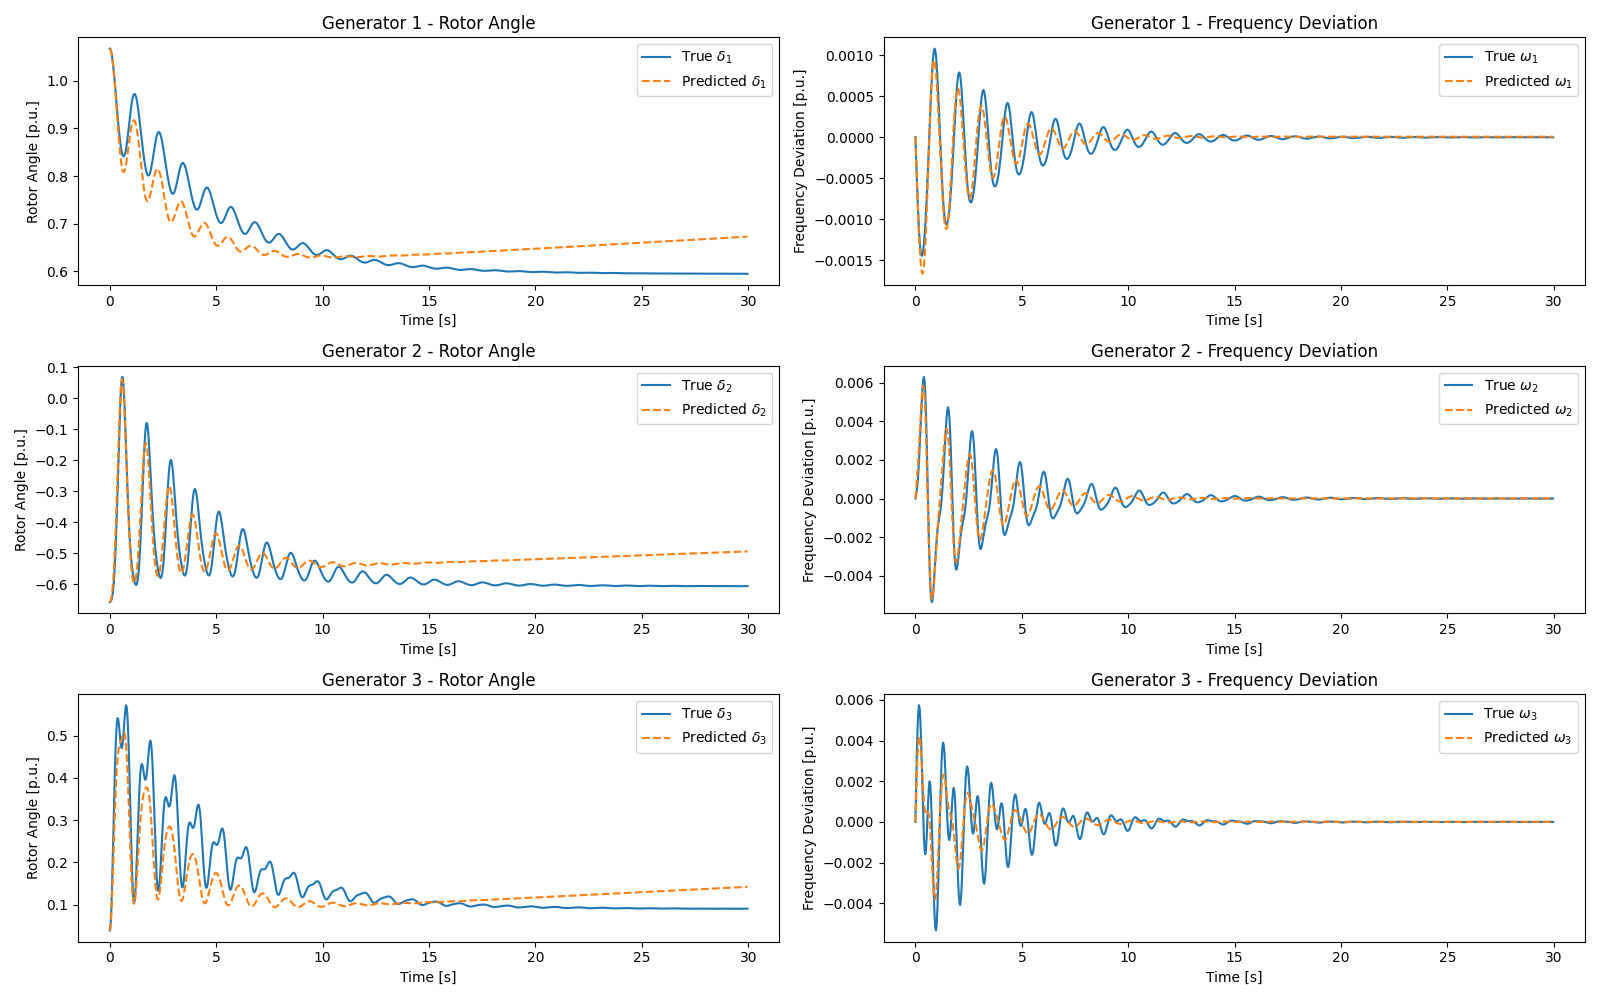 Generator 1 - Rotor Angle
Rotor Angle [p.u.]
1.0
0.9
0.8
0.7
0.6
0 5 10 15 20 25 30
Time [s]
True δ₁
Predicted δ₁
Generator 1 - Frequency Deviation
Frequency Deviation [p.u.]
0.0010
0.0005
0.0000
−0.0005
−0.0010
−0.0015
0 5 10 15 20 25 30
Time [s]
True ω₁
Predicted ω₁
Generator 2 - Rotor Angle
Rotor Angle [p.u.]
0.1
0.0
−0.1
−0.2
−0.3
−0.4
−0.5
−0.6
0 5 10 15 20 25 30
Time [s]
True δ₂
Predicted δ₂
Generator 2 - Frequency Deviation
Frequency Deviation [p.u.]
0.006
0.004
0.002
0.000
−0.002
−0.004
0 5 10 15 20 25 30
Time [s]
True ω₂
Predicted ω₂
Generator 3 - Rotor Angle
Rotor Angle [p.u.]
0.5
0.4
0.3
0.2
0.1
0 5 10 15 20 25 30
Time [s]
True δ₃
Predicted δ₃
Generator 3 - Frequency Deviation
Frequency Deviation [p.u.]
0.006
0.004
0.002
0.000
−0.002
−0.004
0 5 10 15 20 25 30
Time [s]
True ω₃
Predicted ω₃